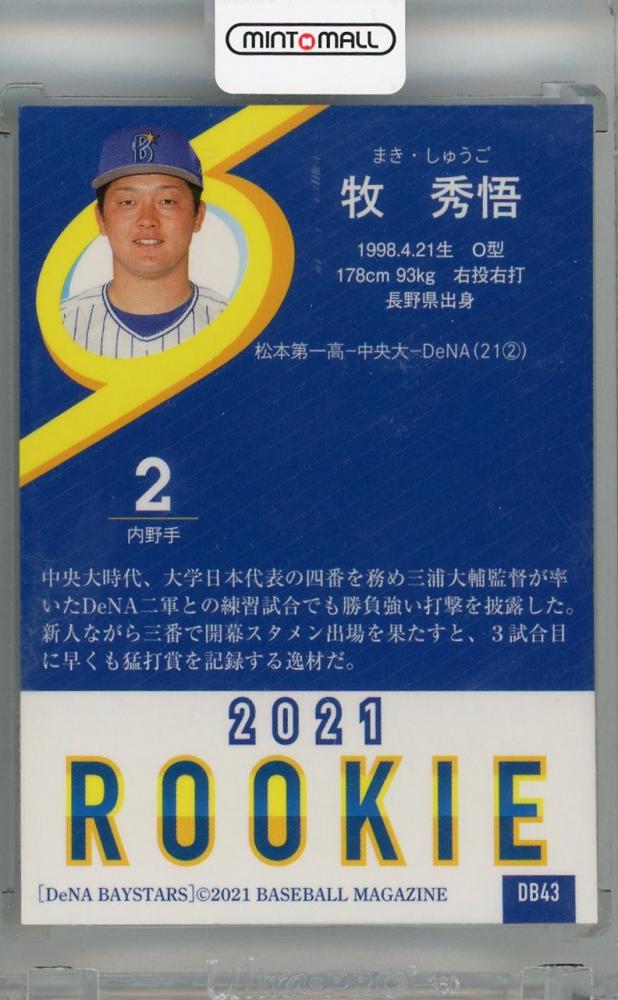 MINT MALL
まき・しゅうご
牧 秀悟
1998.4.21生 O型
178cm 93kg 右投右打
長野県出身
松本第一高−中央大−DeNA(21②)
2
内野手
中央大時代、大学日本代表の四番を務め三浦大輔監督が率
いたDeNA二軍との練習試合でも勝負強い打撃を披露した。
新人ながら三番で開幕スタメン出場を果たすと、3試合目
に早くも猛打賞を記録する逸材だ。
2021
ROOKIE
[DeNA BAYSTARS]©2021 BASEBALL MAGAZINE
DB43
Ultra·PRO